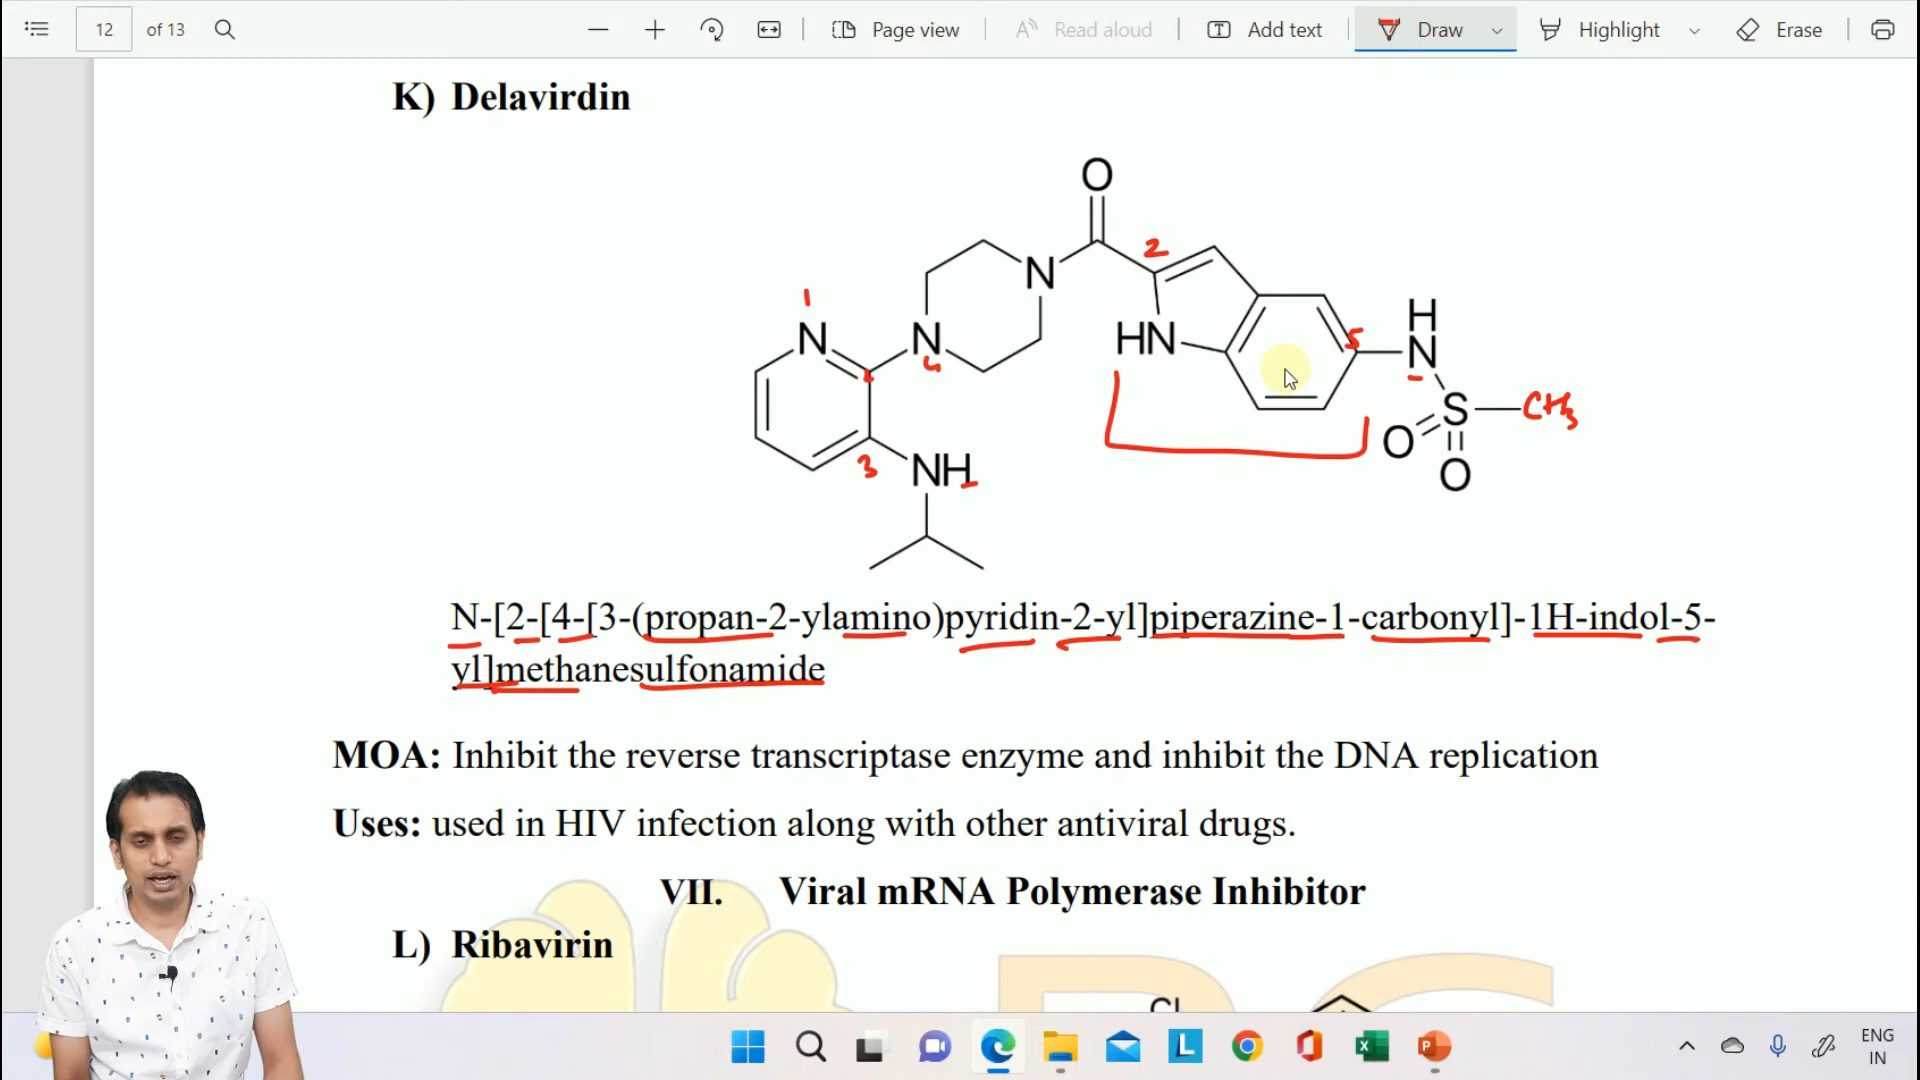 12 of 13 Page view Read aloud Add text Draw Highlight Erase
K) Delavirdin
O
2
N
1
N
N
4
HN
5
H
N
S
CH3
O
O
3
NH
N-[2-[4-[3-(propan-2-ylamino)pyridin-2-yl]piperazine-1-carbonyl]-1H-indol-5-
yl]methanesulfonamide
MOA: Inhibit the reverse transcriptase enzyme and inhibit the DNA replication
Uses: used in HIV infection along with other antiviral drugs.
VII. Viral mRNA Polymerase Inhibitor
L) Ribavirin
ENG
IN